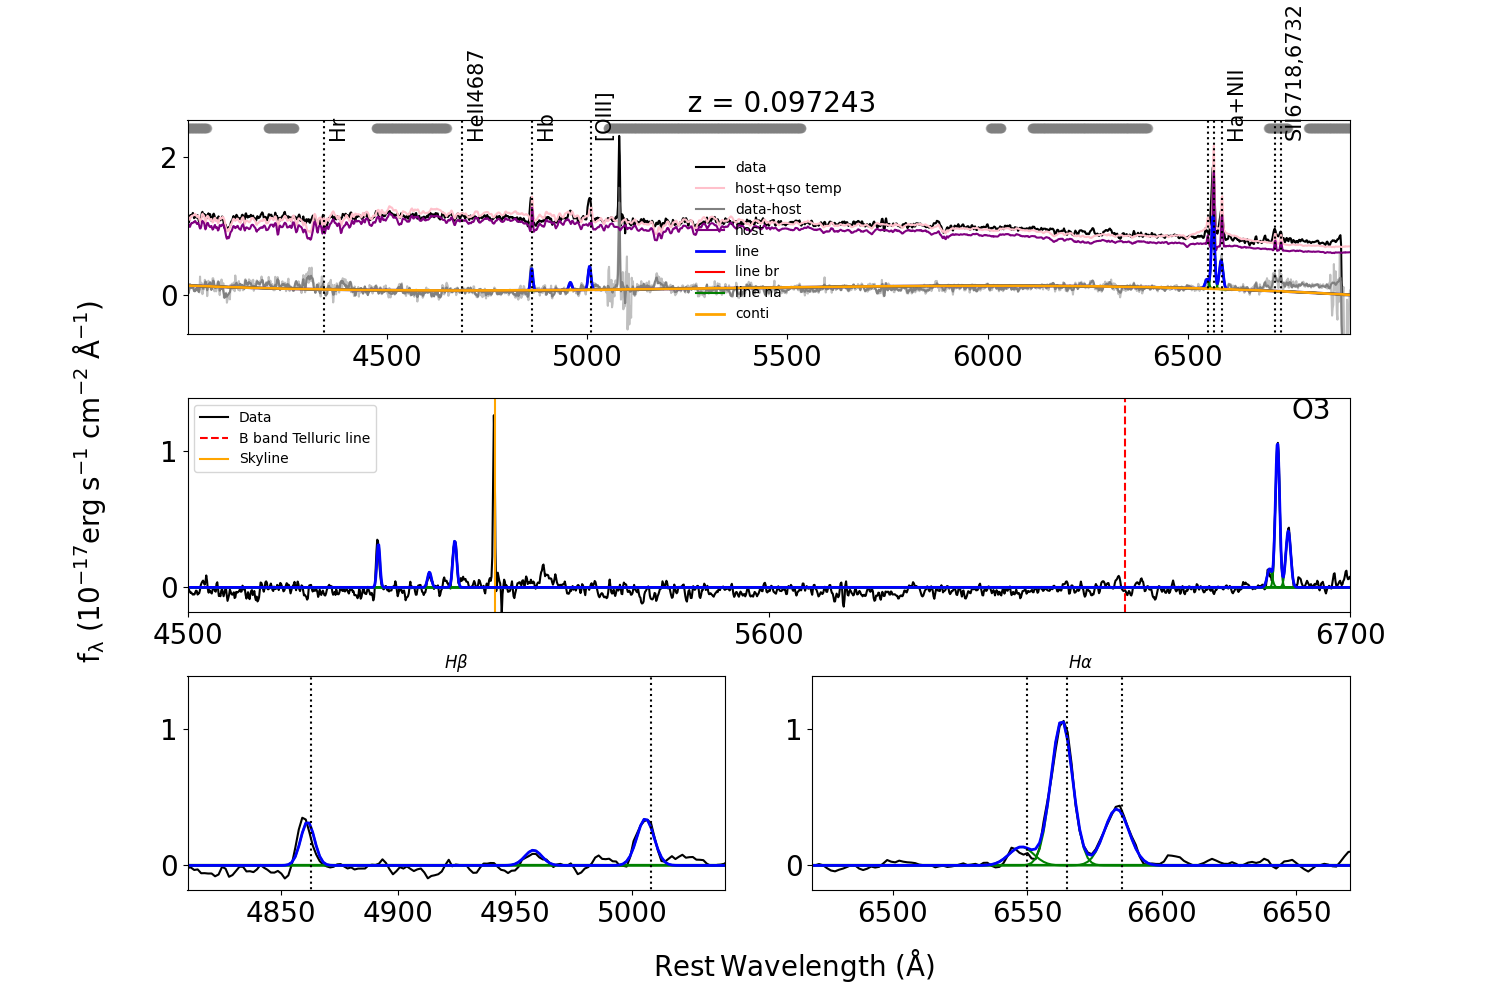 z = 0.097243
Hr
HeII4687
Hb
[OIII]
Ha+NII
SII6718,6732
2
0
data
host+qso temp
data-host
host
line
line br
line na
conti
4500
5000
5500
6000
6500
fλ (10−17erg s−1 cm−2 Å−1)
O3
1
0
Data
B band Telluric line
Skyline
4500
5600
6700
Hβ
1
0
4850
4900
4950
5000
Hα
1
0
6500
6550
6600
6650
Rest Wavelength (Å)